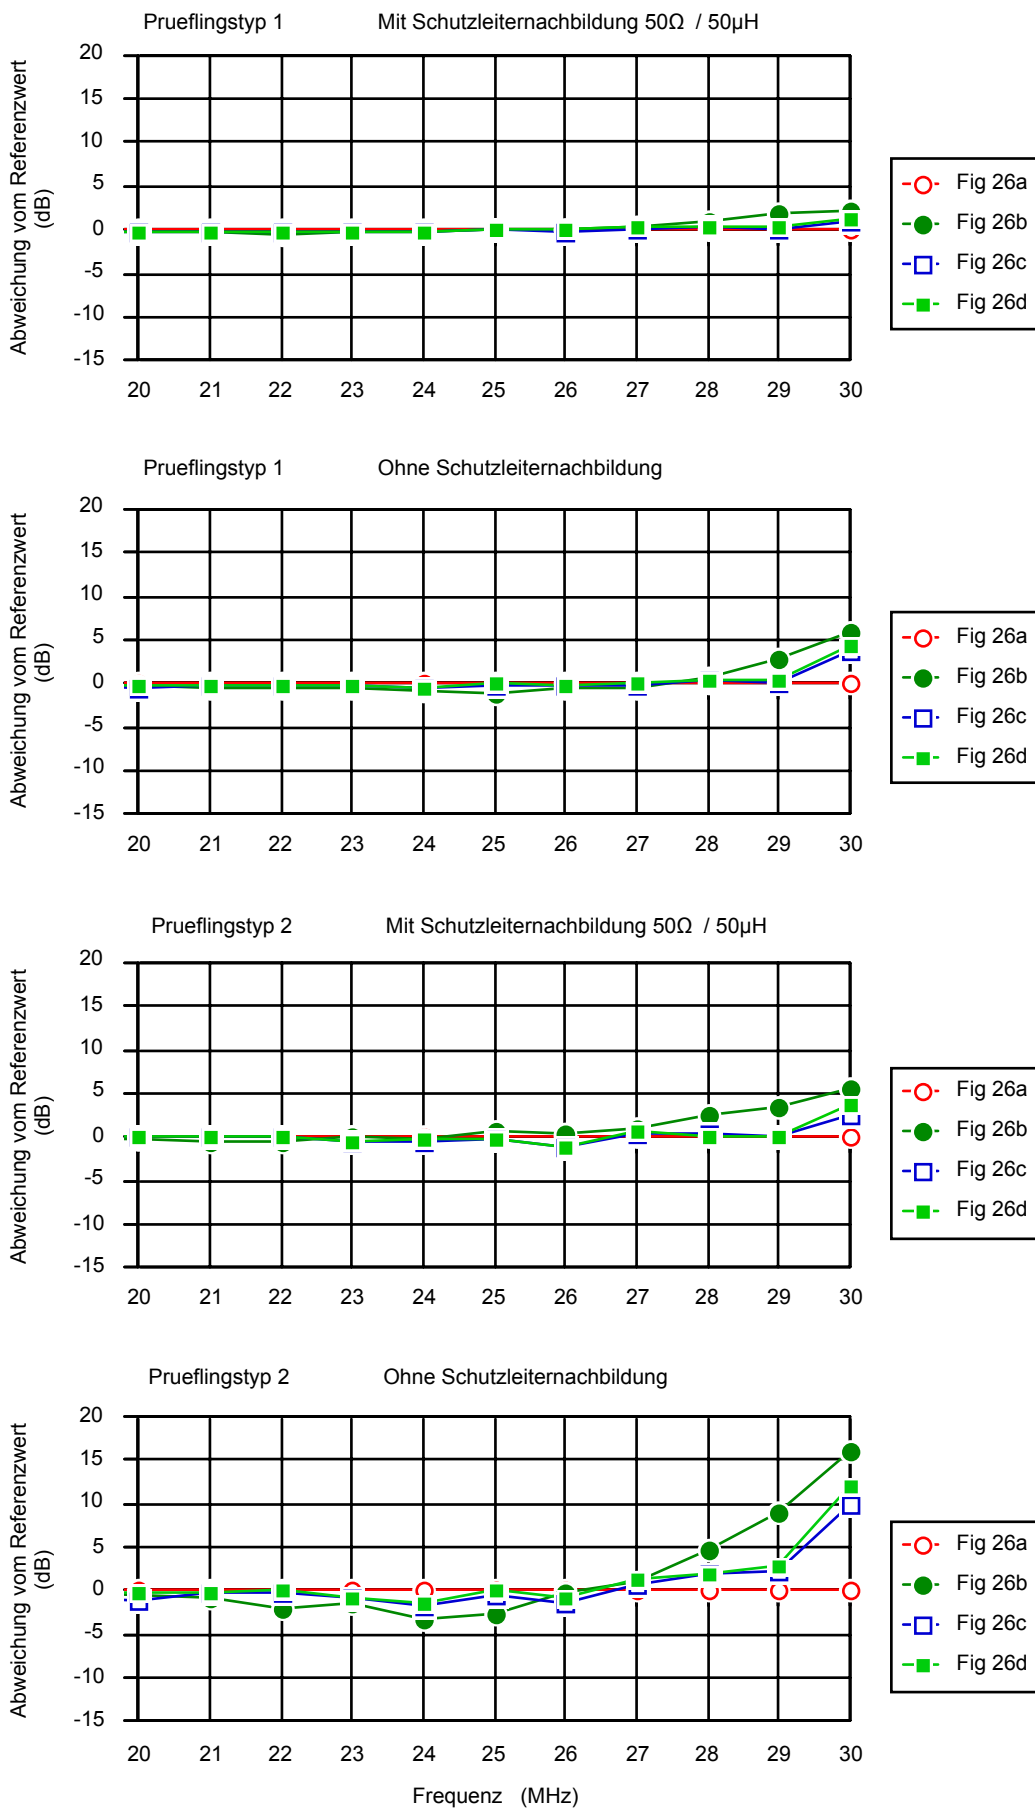 Prueflingstyp 1 Mit Schutzleiternachbildung 50Ω / 50µH
Abweichung vom Referenzwert
(dB)
20
15
10
5
0
-5
-10
-15
20 21 22 23 24 25 26 27 28 29 30
Fig 26a
Fig 26b
Fig 26c
Fig 26d
Prueflingstyp 1 Ohne Schutzleiternachbildung
Abweichung vom Referenzwert
(dB)
20
15
10
5
0
-5
-10
-15
20 21 22 23 24 25 26 27 28 29 30
Fig 26a
Fig 26b
Fig 26c
Fig 26d
Prueflingstyp 2 Mit Schutzleiternachbildung 50Ω / 50µH
Abweichung vom Referenzwert
(dB)
20
15
10
5
0
-5
-10
-15
20 21 22 23 24 25 26 27 28 29 30
Fig 26a
Fig 26b
Fig 26c
Fig 26d
Prueflingstyp 2 Ohne Schutzleiternachbildung
Abweichung vom Referenzwert
(dB)
20
15
10
5
0
-5
-10
-15
20 21 22 23 24 25 26 27 28 29 30
Fig 26a
Fig 26b
Fig 26c
Fig 26d
Frequenz (MHz)